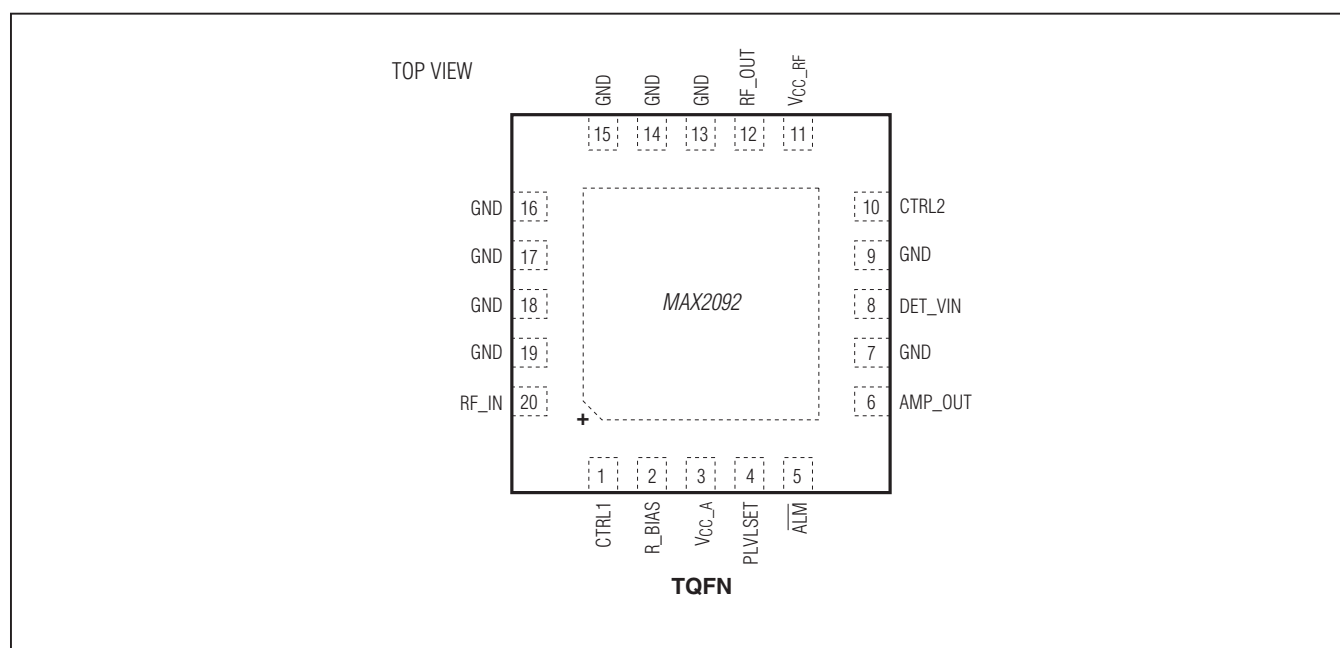 TOP VIEW
GND
GND
GND
RF_OUT
VCC_RF
15
14
13
12
11
GND 16
10 CTRL2
GND 17
9 GND
GND 18
MAX2092
8 DET_VIN
GND 19
7 GND
RF_IN 20
6 AMP_OUT
+
1
2
3
4
5
CTRL1
R_BIAS
VCC_A
PLVLSET
ALM
TQFN